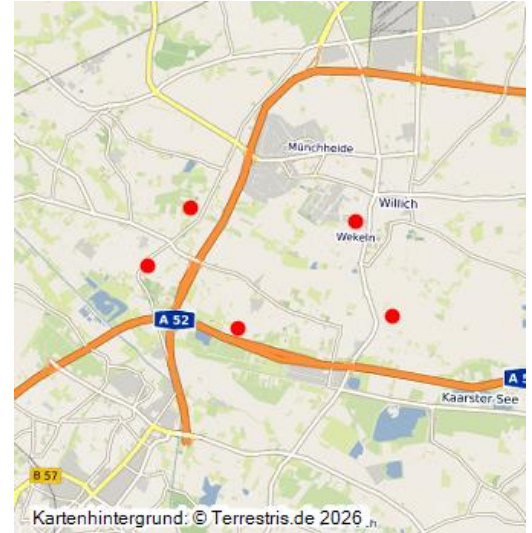 Münchheide
Willich
Wekeln
A 52
A 5
Kaarster See
B 57
Kartenhintergrund: © Terrestris.de 2026